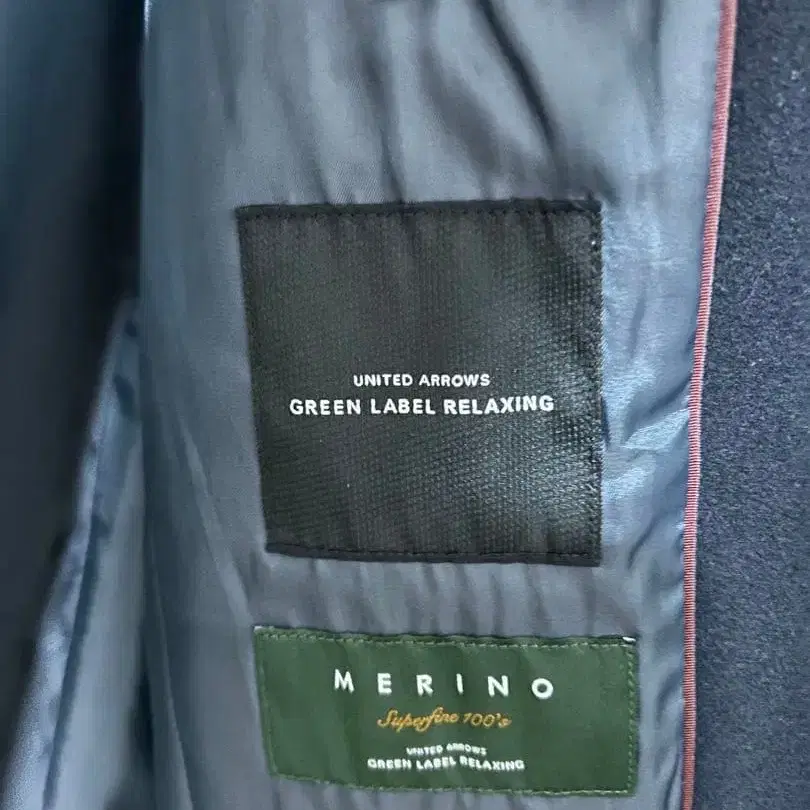 UNITED ARROWS
GREEN LABEL RELAXING
MERINO
Superfine 100's
UNITED ARROWS
GREEN LABEL RELAXING